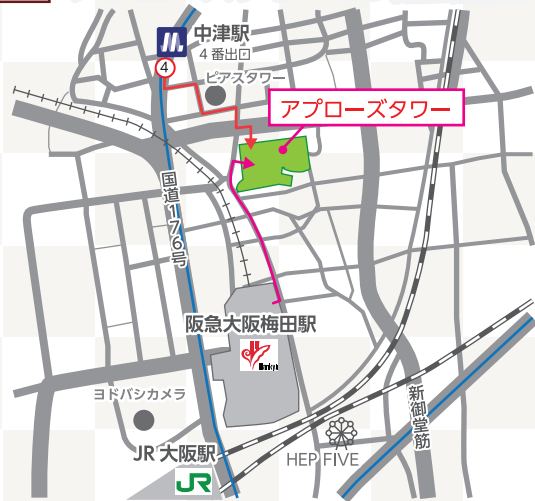 中津駅
4番出口
4
ピアスタワー
アプローズタワー
国道176号
阪急大阪梅田駅
Hankyu
ヨドバシカメラ
新御堂筋
HEP FIVE
JR 大阪駅
JR